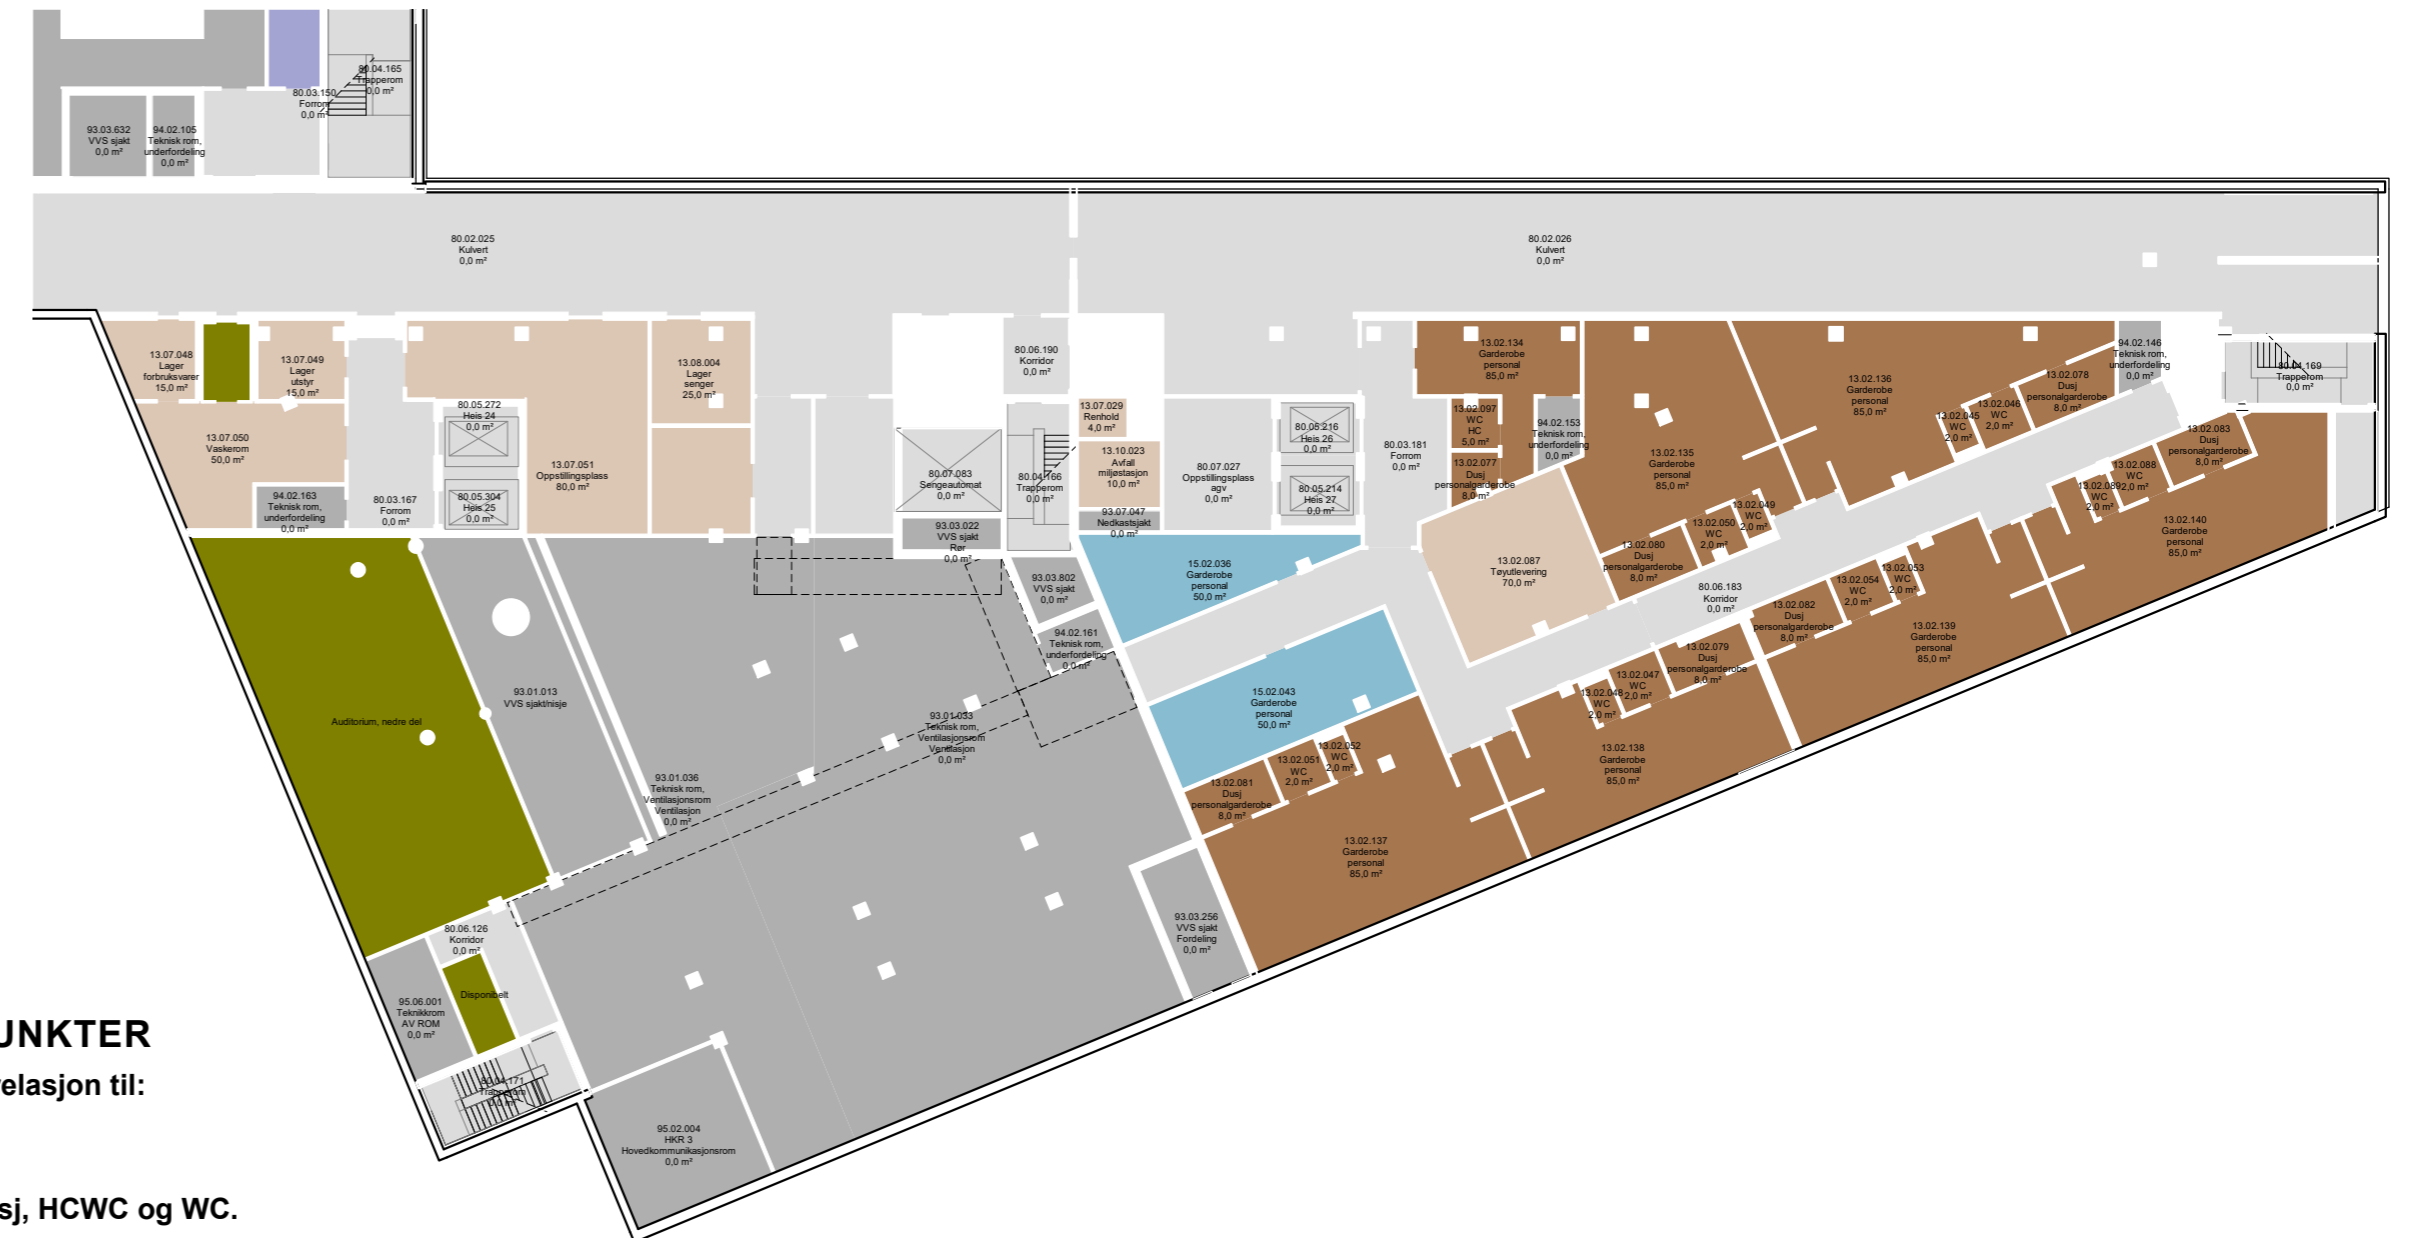 80.04.165
Trapperom
0,0 m²
80.03.150
Forrom
0,0 m²
93.03.632
VVS sjakt
0,0 m²
94.02.105
Teknisk rom,
underfordeling
0,0 m²
80.02.025
Kulvert
0,0 m²
80.02.026
Kulvert
0,0 m²
13.07.048
Lager
forbruksvarer
15,0 m²
13.07.049
Lager
utstyr
15,0 m²
13.08.004
Lager
senger
25,0 m²
80.06.190
Korridor
0,0 m²
13.02.134
Garderobe
personal
85,0 m²
13.02.136
Garderobe
personal
85,0 m²
13.02.078
Dusj
personalgarderobe
8,0 m²
94.02.146
Teknisk rom,
underfordeling
0,0 m²
80.04.169
Trapperom
0,0 m²
13.07.050
Vaskerom
50,0 m²
80.05.272
Heis 24
0,0 m²
13.07.051
Oppstillingsplass
80,0 m²
80.07.083
Sengeautomat
0,0 m²
80.04.166
Trapperom
0,0 m²
13.07.029
Renhold
4,0 m²
13.10.023
Avfall
miljøstasjon
10,0 m²
80.07.027
Oppstillingsplass
agv
0,0 m²
80.05.216
Heis 26
0,0 m²
80.05.214
Heis 27
0,0 m²
80.03.181
Forrom
0,0 m²
13.02.097
WC
HC
5,0 m²
13.02.077
Dusj
personalgarderobe
8,0 m²
94.02.153
Teknisk rom,
underfordeling
0,0 m²
13.02.135
Garderobe
personal
85,0 m²
13.02.045
WC
2,0 m²
13.02.046
WC
2,0 m²
13.02.083
Dusj
personalgarderobe
8,0 m²
13.02.088
WC
2,0 m²
13.02.089
WC
2,0 m²
13.02.140
Garderobe
personal
85,0 m²
94.02.163
Teknisk rom,
underfordeling
0,0 m²
80.03.167
Forrom
0,0 m²
80.05.304
Heis 25
0,0 m²
93.03.022
VVS sjakt
Rør
0,0 m²
93.07.047
Nedkastsjakt
0,0 m²
93.03.802
VVS sjakt
0,0 m²
94.02.161
Teknisk rom,
underfordeling
0,0 m²
15.02.036
Garderobe
personal
50,0 m²
13.02.087
Tøyutlevering
70,0 m²
13.02.080
Dusj
personalgarderobe
8,0 m²
13.02.050
WC
2,0 m²
13.02.049
WC
2,0 m²
80.06.183
Korridor
0,0 m²
13.02.082
Dusj
personalgarderobe
8,0 m²
13.02.054
WC
2,0 m²
13.02.053
WC
2,0 m²
13.02.139
Garderobe
personal
85,0 m²
13.02.079
Dusj
personalgarderobe
8,0 m²
13.02.047
WC
2,0 m²
13.02.048
WC
2,0 m²
13.02.138
Garderobe
personal
85,0 m²
15.02.043
Garderobe
personal
50,0 m²
13.02.052
WC
2,0 m²
13.02.051
WC
2,0 m²
13.02.081
Dusj
personalgarderobe
8,0 m²
13.02.137
Garderobe
personal
85,0 m²
Auditorium, nedre del
93.01.013
VVS sjakt/nisje
93.01.033
Teknisk rom,
Ventilasjonsrom
Ventilasjon
0,0 m²
93.01.036
Teknisk rom,
Ventilasjonsrom
Ventilasjon
0,0 m²
93.03.256
VVS sjakt
Fordeling
0,0 m²
80.06.126
Korridor
0,0 m²
Disponibelt
95.06.001
Teknikkrom
AV ROM
0,0 m²
80.04.171
Trapperom
0,0 m²
95.02.004
HKR 3
Hovedkommunikasjonsrom
0,0 m²
UNKTER
elasjon til:
sj, HCWC og WC.